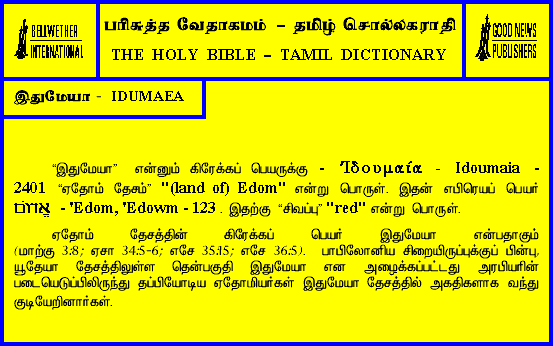 BELLWETHER
INTERNATIONAL
பரிசுத்த வேதாகமம் – தமிழ் சொல்லகராதி
THE HOLY BIBLE – TAMIL DICTIONARY
GOOD NEWS
PUBLISHERS
இதுமேயா - IDUMAEA
“இதுமேயா” என்னும் கிரேக்கப் பெயருக்கு - Ἰδουμαία - Idoumaia -
2401 “ஏதோம் தேசம்” "(land of) Edom" என்று பொருள். இதன் எபிரெயப் பெயர்
אֱדוֹם - 'Edom, 'Edowm - 123 . இதற்கு “சிவப்பு” "red" என்று பொருள்.
ஏதோம் தேசத்தின் கிரேக்கப் பெயர் இதுமேயா என்பதாகும்
(மாற்கு 3:8; ஏசா 34:5-6; எசே 35:15; எசே 36:5). பாபிலோனிய சிறையிருப்புக்குப் பின்பு,
யூதேயா தேசத்திலுள்ள தென்பகுதி இதுமேயா என அழைக்கப்பட்டது அரபியரின்
படையெடுப்பிலிருந்து தப்பியோடிய ஏதோமியர்கள் இதுமேயா தேசத்தில் அகதிகளாக வந்து
குடியேறினார்கள்.